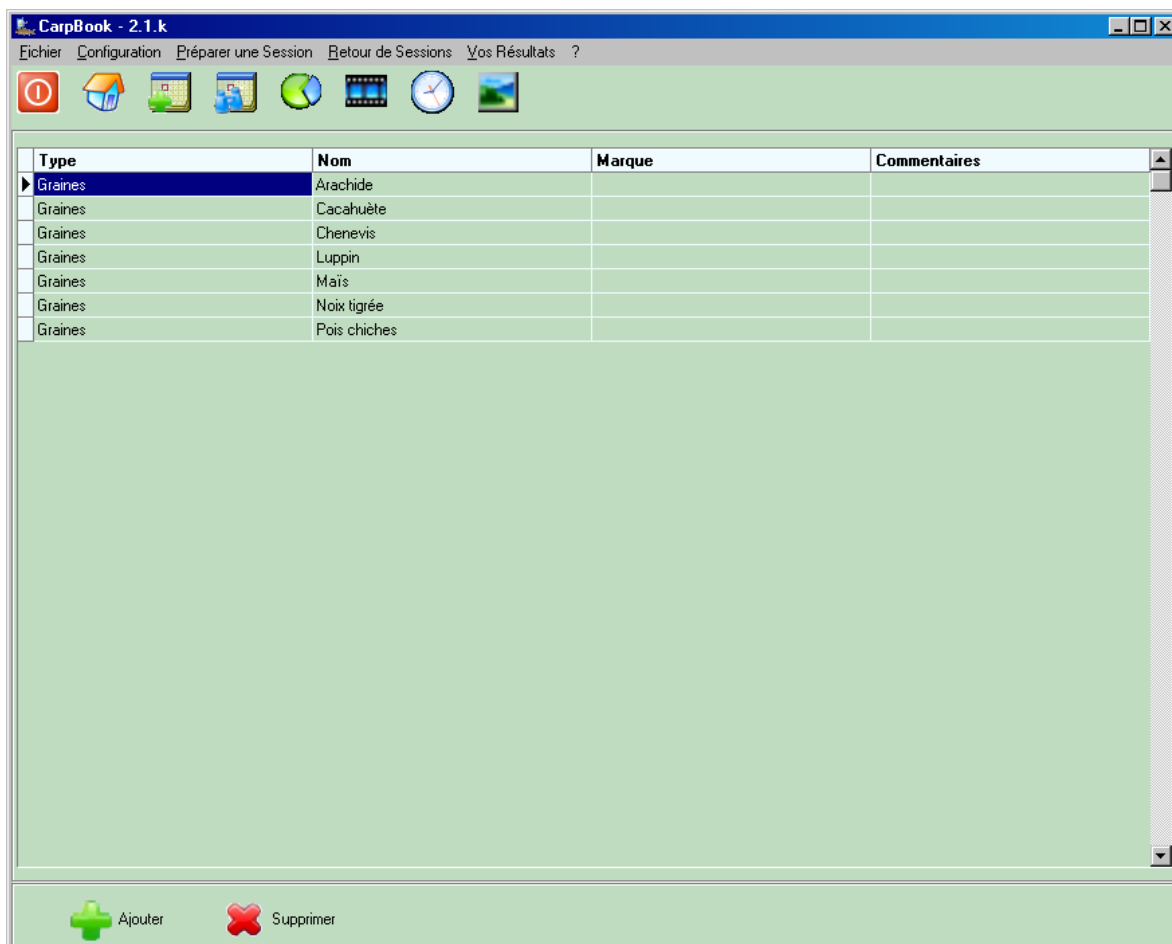 CarpBook - 2.1.k
Fichier Configuration Préparer une Session Retour de Sessions Vos Résultats ?
Type Nom Marque Commentaires
Graines Arachide
Graines Cacahuète
Graines Chenevis
Graines Luppin
Graines Maïs
Graines Noix tigrée
Graines Pois chiches
Ajouter Supprimer